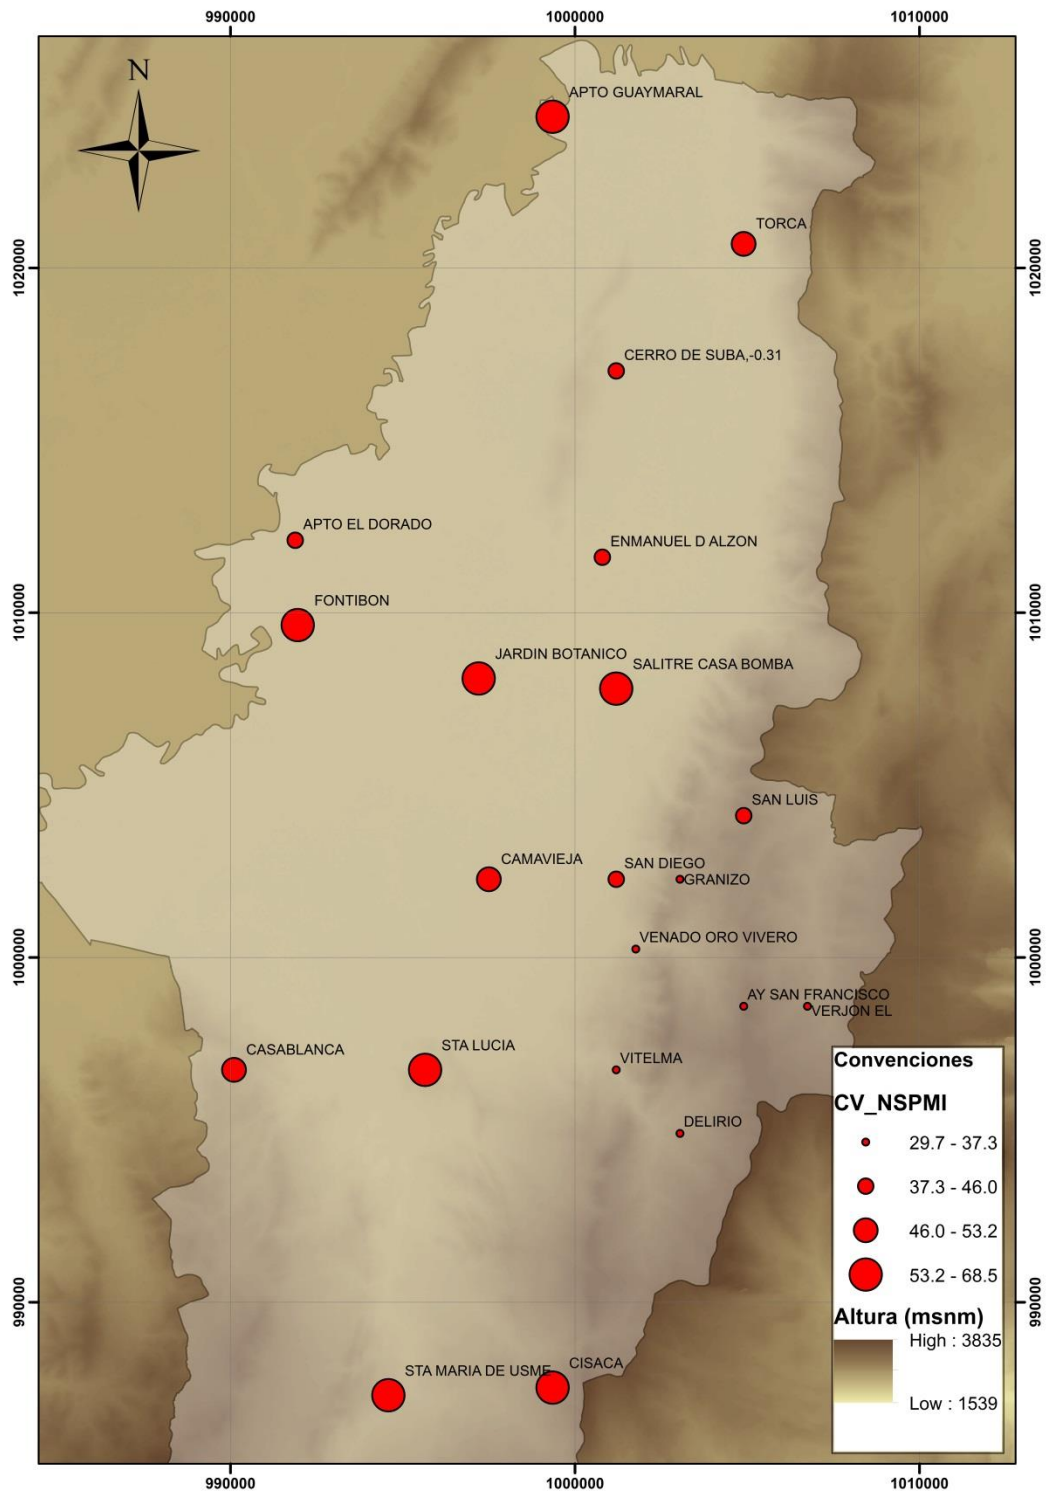 990000
1000000
1010000
N
APTO GUAYMARAL
TORCA
1020000
1020000
CERRO DE SUBA,-0.31
APTO EL DORADO
ENMANUEL D ALZON
FONTIBON
1010000
1010000
JARDIN BOTANICO
SALITRE CASA BOMBA
SAN LUIS
CAMAVIEJA
SAN DIEGO
GRANIZO
VENADO ORO VIVERO
1000000
1000000
AY SAN FRANCISCO
VERJON EL
CASABLANCA
STA LUCIA
VITELMA
DELIRIO
Convenciones
CV_NSPMI
29.7 - 37.3
37.3 - 46.0
46.0 - 53.2
53.2 - 68.5
Altura (msnm)
High : 3835
Low : 1539
990000
990000
STA MARIA DE USME
CISACA
990000
1000000
1010000